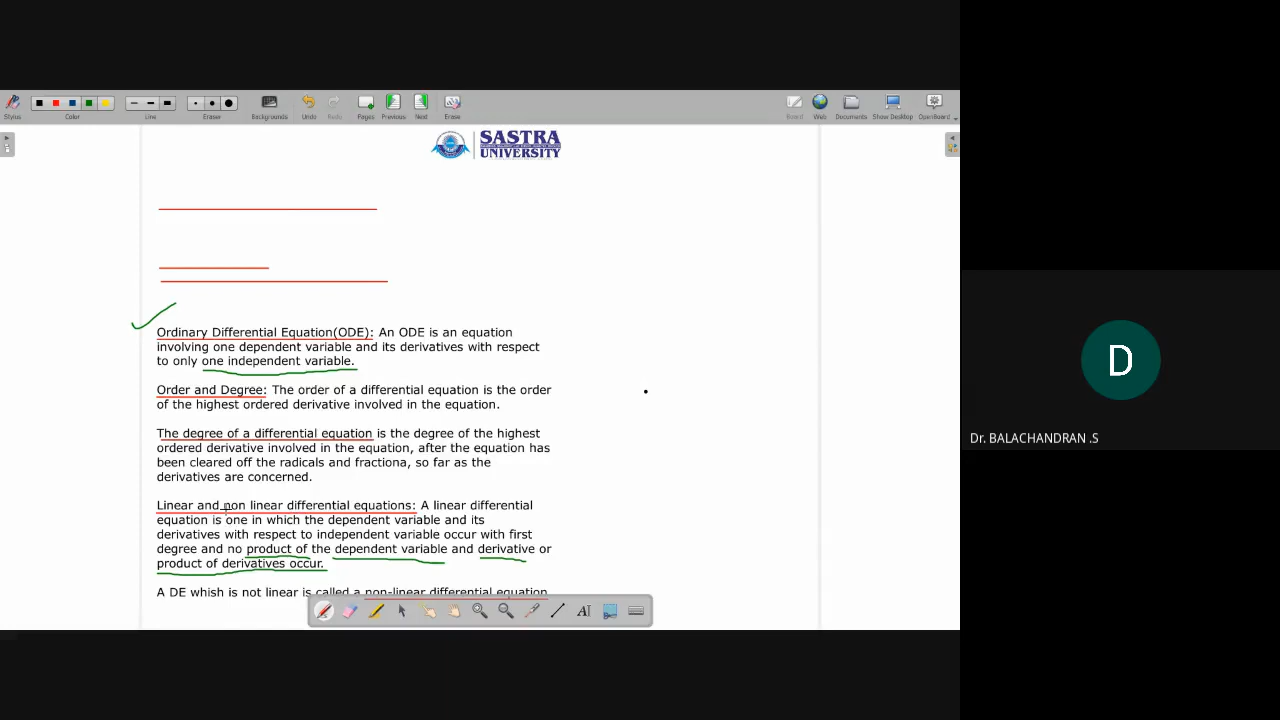 Stylus
Color
Line
Eraser
Backgrounds
Undo
Redo
Pages
Previous
Next
Erase
Board
Web
Documents
Show Desktop
OpenBoard
SASTRA
UNIVERSITY
Ordinary Differential Equation(ODE): An ODE is an equation
involving one dependent variable and its derivatives with respect
to only one independent variable.
Order and Degree: The order of a differential equation is the order
of the highest ordered derivative involved in the equation.
The degree of a differential equation is the degree of the highest
ordered derivative involved in the equation, after the equation has
been cleared off the radicals and fractiona, so far as the
derivatives are concerned.
Linear and non linear differential equations: A linear differential
equation is one in which the dependent variable and its
derivatives with respect to independent variable occur with first
degree and no product of the dependent variable and derivative or
product of derivatives occur.
A DE whish is not linear is called a non-linear differential equation
AI
D
Dr. BALACHANDRAN .S